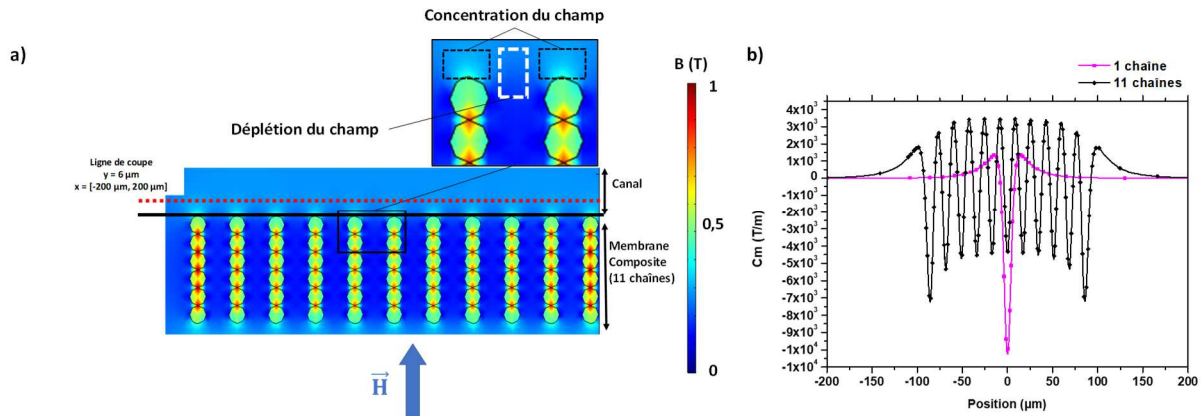 a)
Concentration du champ
Déplétion du champ
Ligne de coupe
y = 6 µm
x = [-200 µm, 200 µm]
Canal
Membrane
Composite
(11 chaînes)
H
B (T)
1
0,5
0
b)
1 chaîne
11 chaines
4x10³
3x10³
2x10³
1x10³
0
-1x10³
-2x10³
-3x10³
-4x10³
-5x10³
-6x10³
-7x10³
-8x10³
-9x10³
-1x10⁴
Cm (T/m)
-200 -150 -100 -50 0 50 100 150 200
Position (µm)